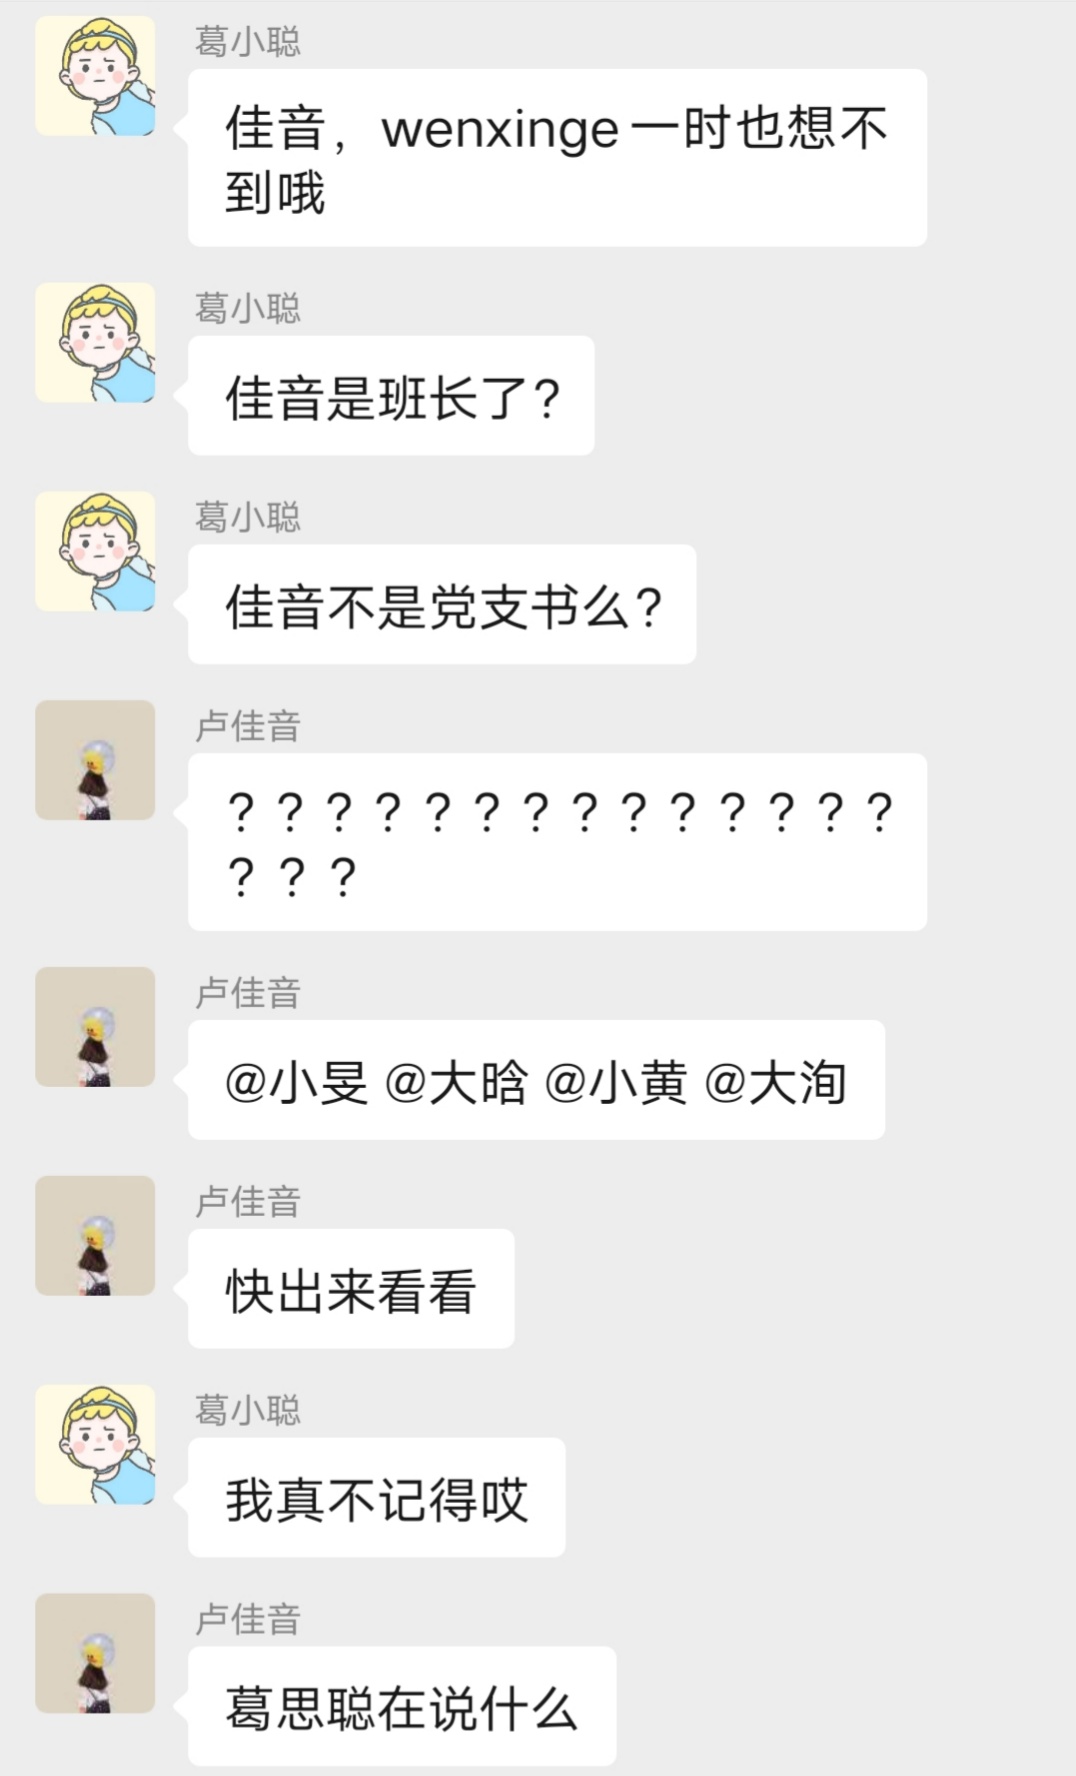 葛小聪
佳音，wenxinge一时也想不
到哦
葛小聪
佳音是班长了？
葛小聪
佳音不是党支书么？
卢佳音
？？？？？？？？？？？？？？
？？？
卢佳音
@小旻 @大晗 @小黄 @大洵
卢佳音
快出来看看
葛小聪
我真不记得哎
卢佳音
葛思聪在说什么